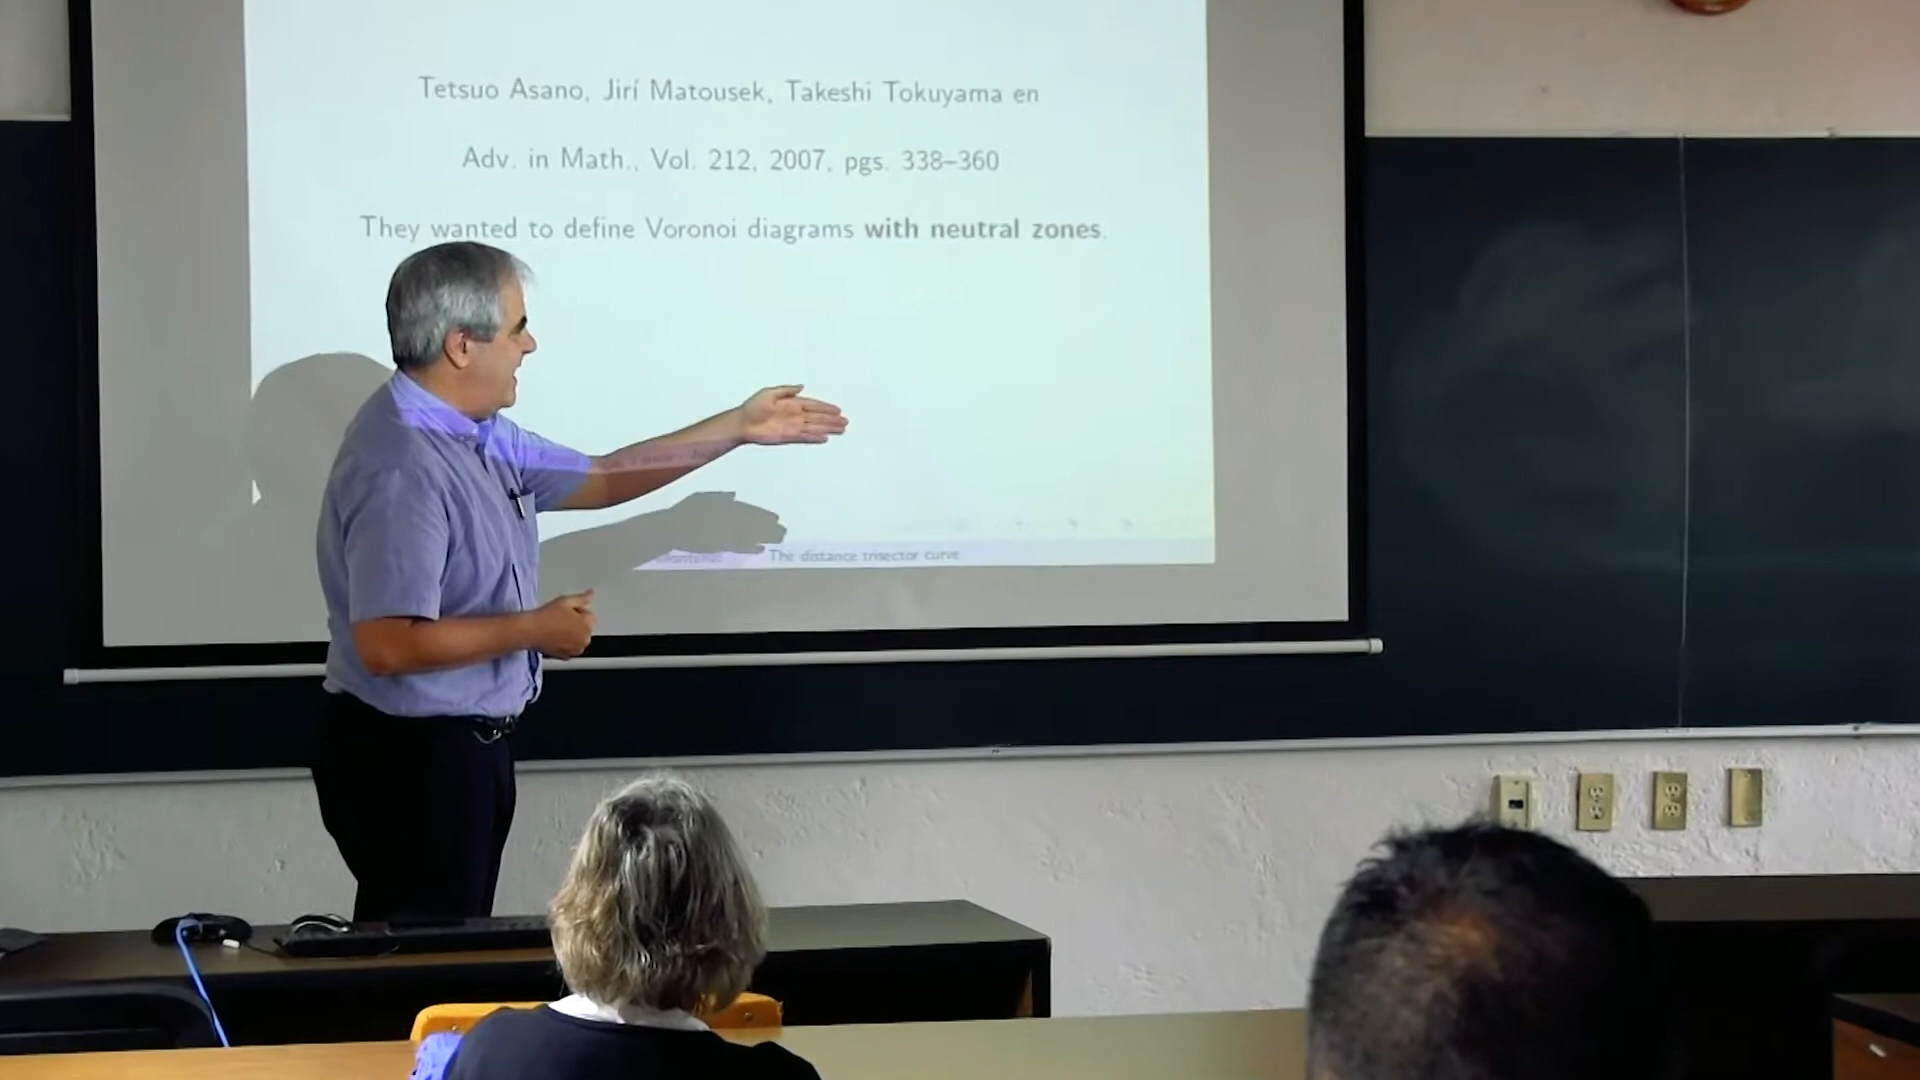 Tetsuo Asano, Jirí Matousek, Takeshi Tokuyama en
Adv. in Math., Vol. 212, 2007, pgs. 338–360
They wanted to define Voronoi diagrams with neutral zones.
The distance trisector curve